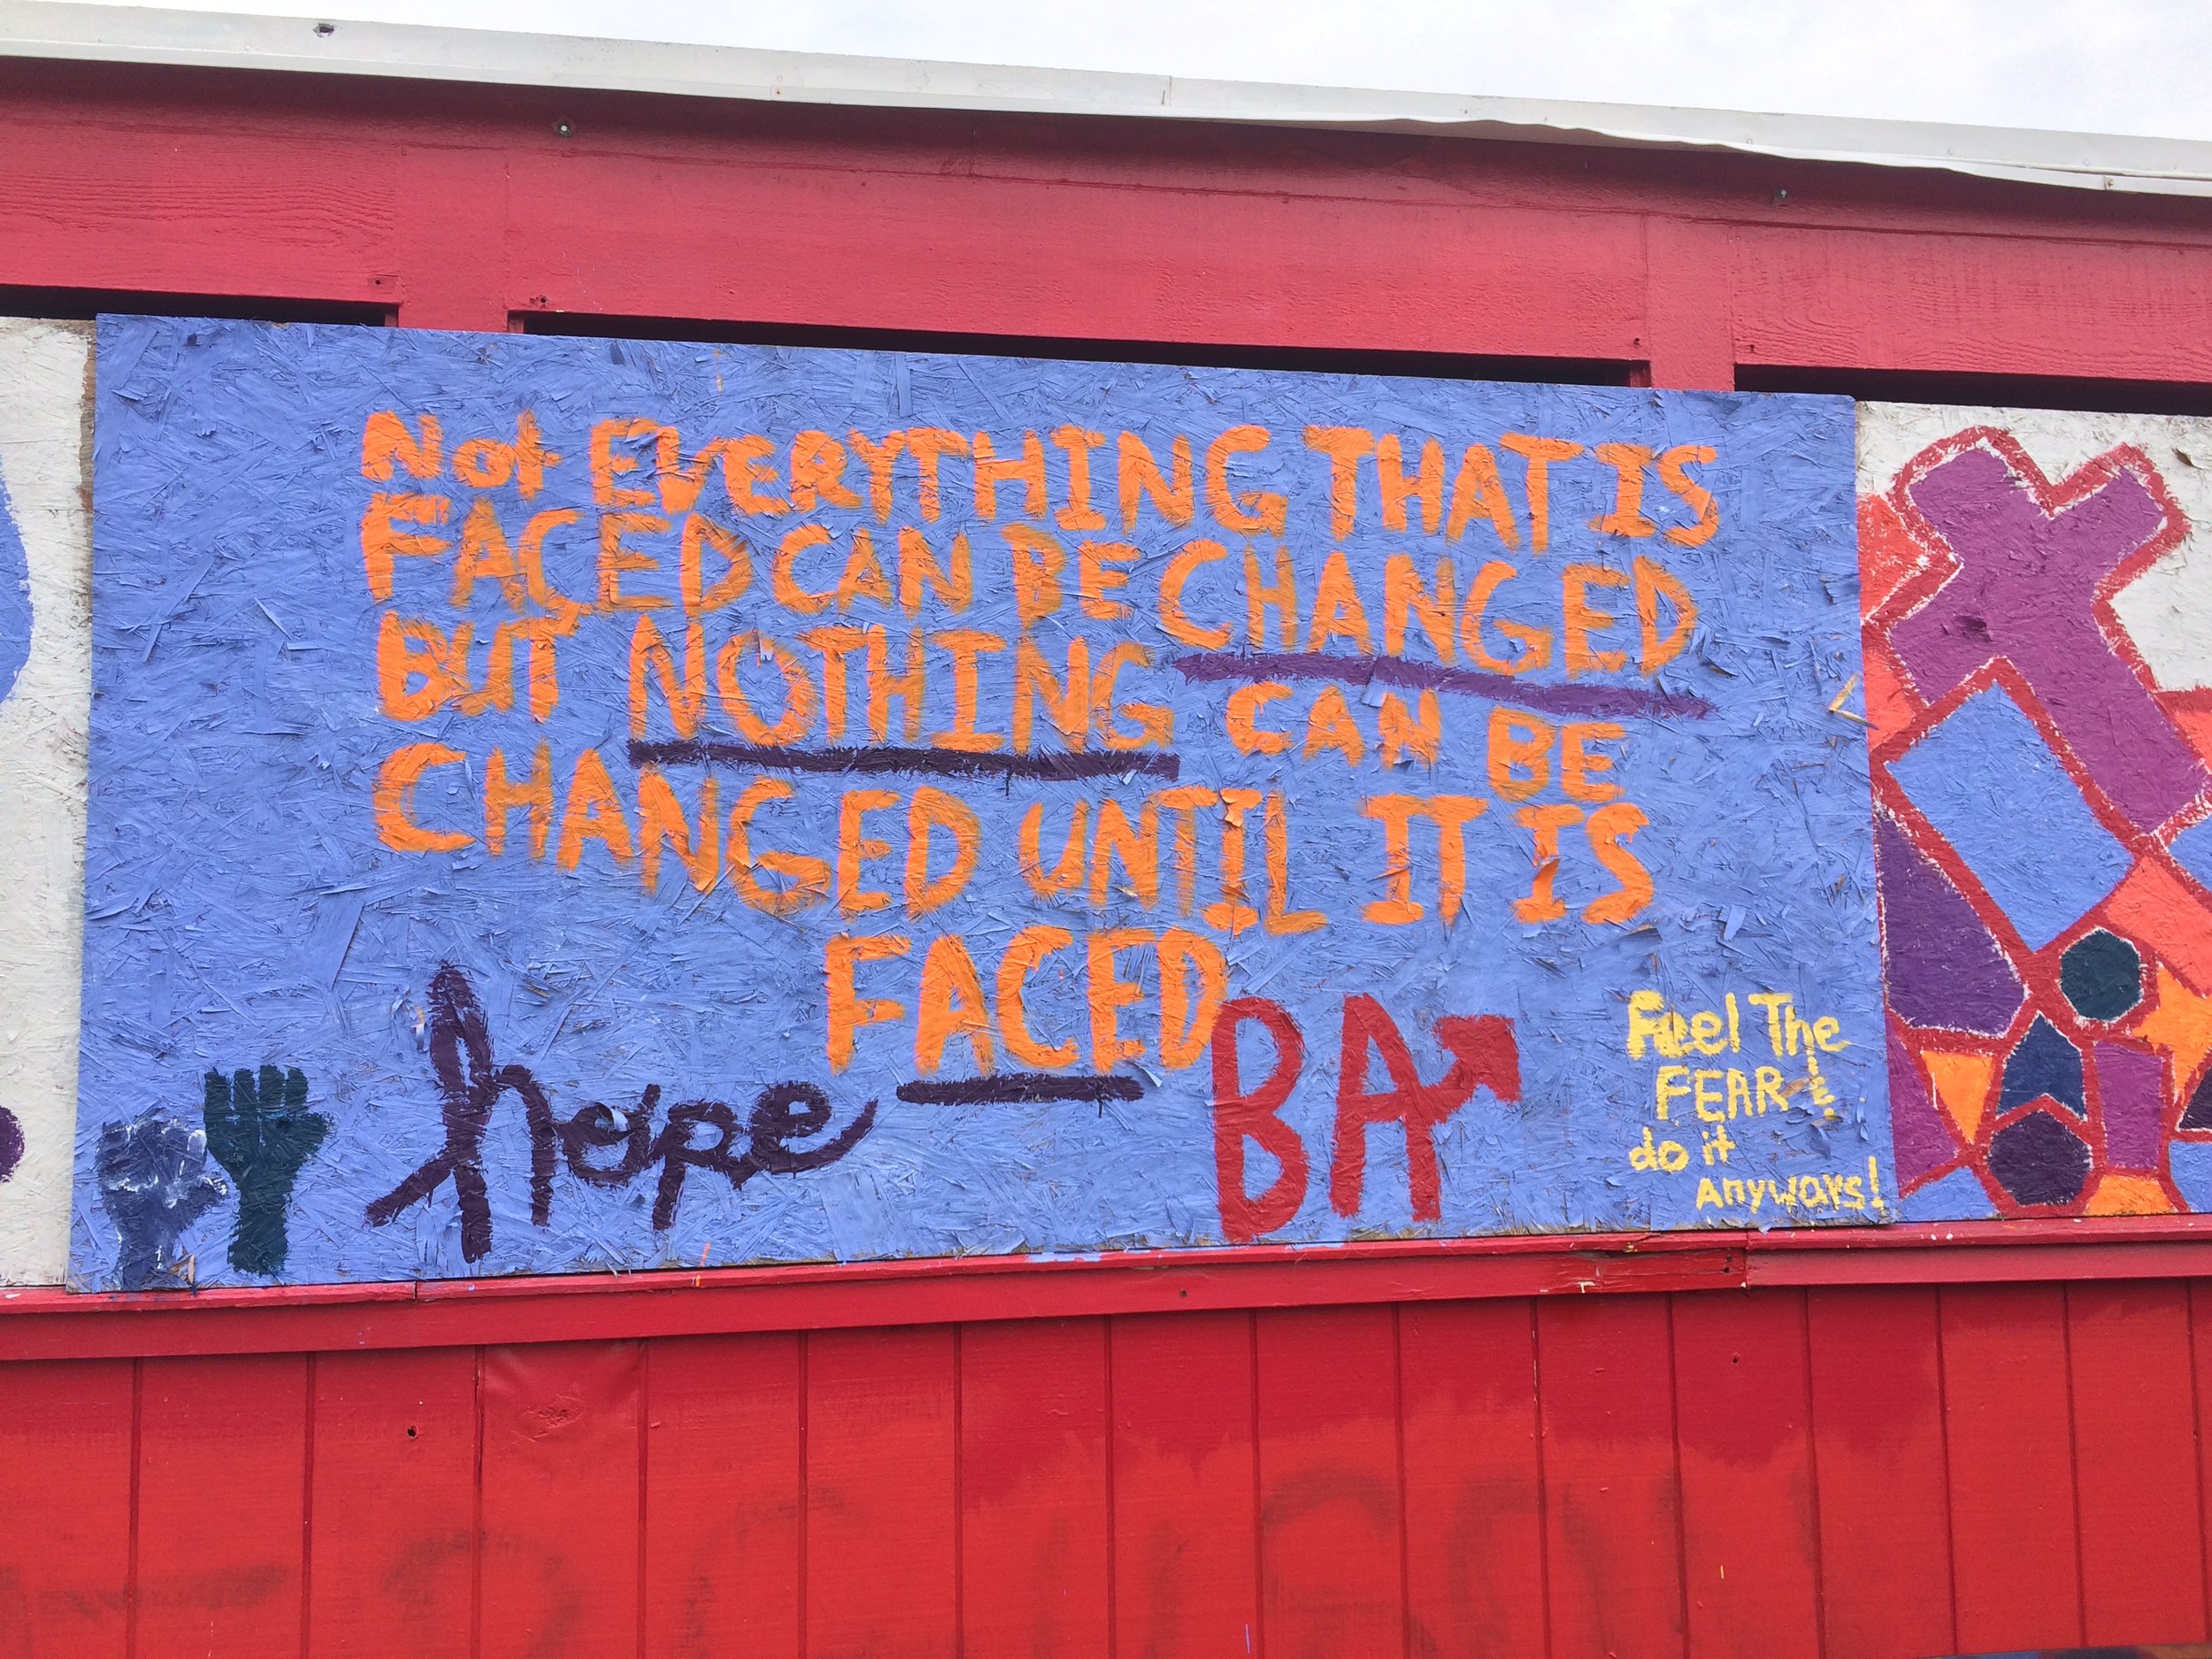 Not EVERYTHING THAT IS
FACED CAN BE CHANGED
BUT NOTHING CAN BE
CHANGED UNTIL IT IS
FACED
hope
BA
Feel The
FEAR &
do it
Anyways!